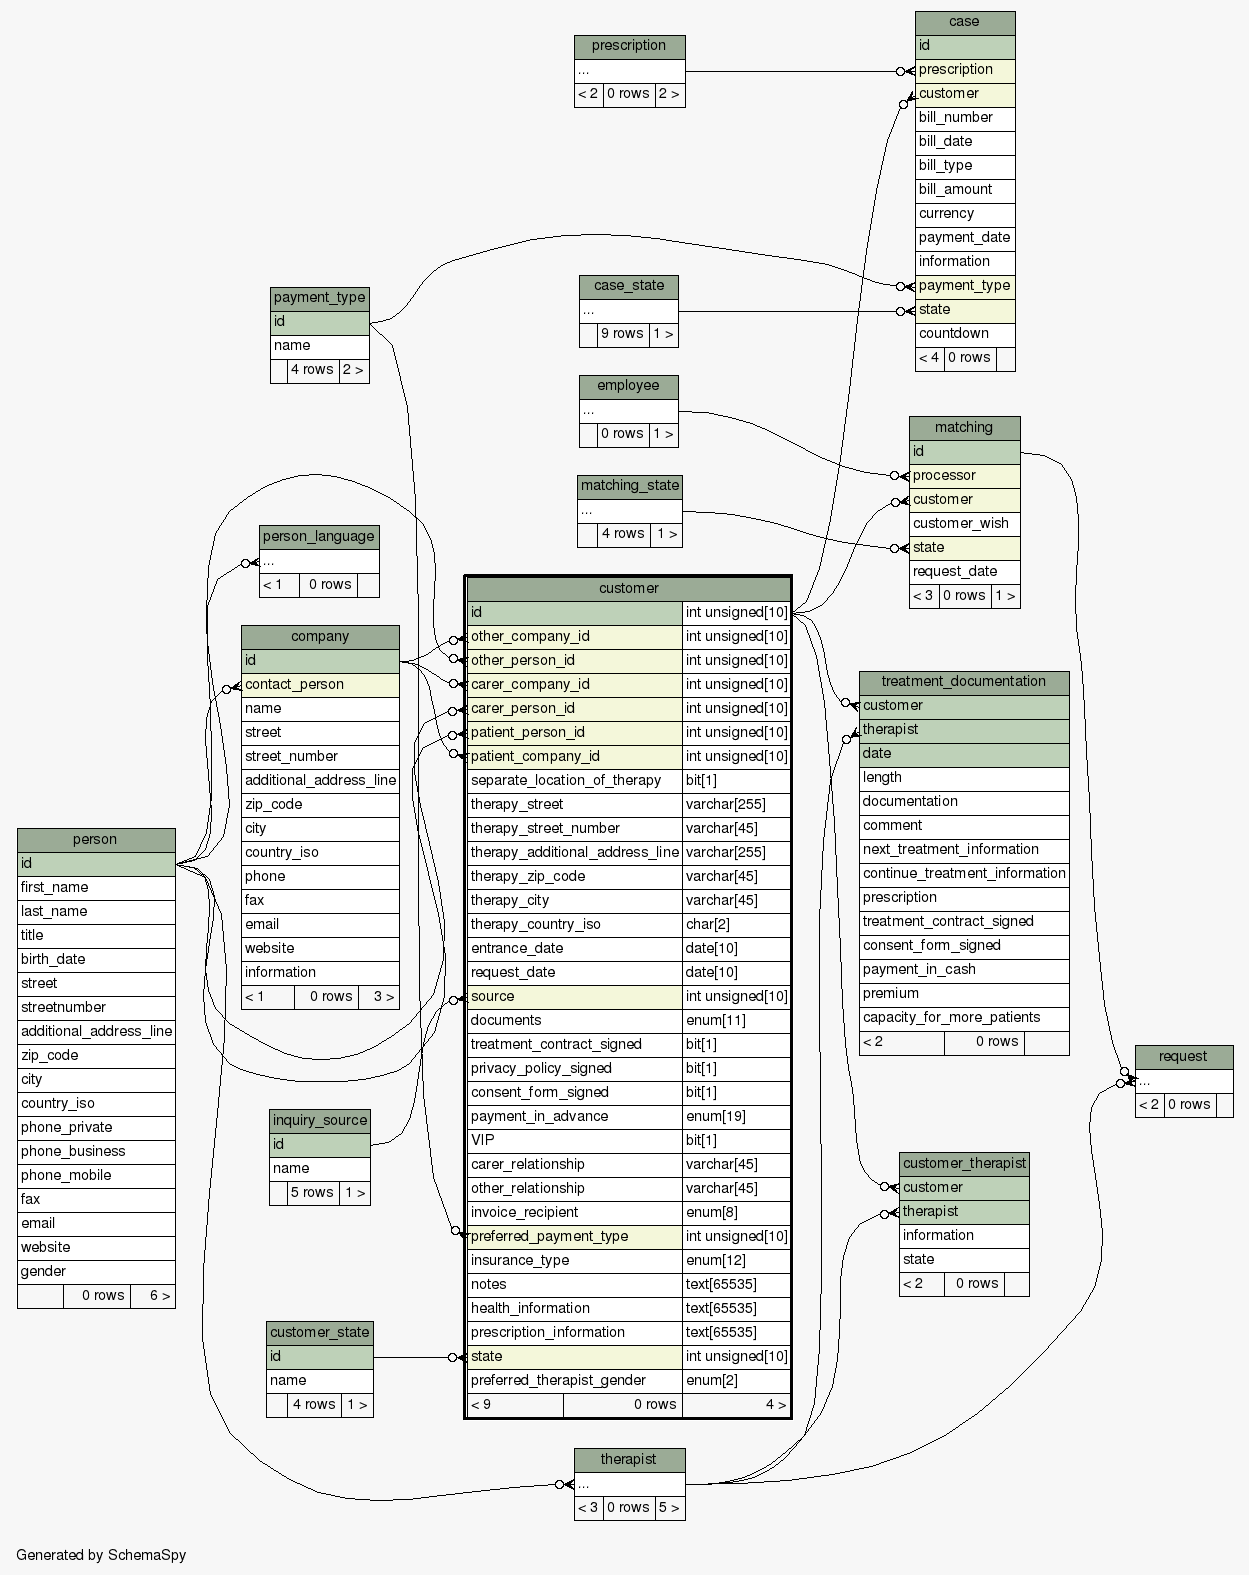 case
id
prescription
customer
bill_number
bill_date
bill_type
bill_amount
currency
payment_date
information
payment_type
state
countdown
< 4 0 rows
prescription
...
< 2 0 rows 2 >
payment_type
id
name
4 rows 2 >
case_state
...
9 rows 1 >
employee
...
0 rows 1 >
matching_state
...
4 rows 1 >
matching
id
processor
customer
customer_wish
state
request_date
< 3 0 rows 1 >
person_language
...
< 1 0 rows
company
id
contact_person
name
street
street_number
additional_address_line
zip_code
city
country_iso
phone
fax
email
website
information
< 1 0 rows 3 >
person
id
first_name
last_name
title
birth_date
street
streetnumber
additional_address_line
zip_code
city
country_iso
phone_private
phone_business
phone_mobile
fax
email
website
gender
0 rows 6 >
customer
id int unsigned[10]
other_company_id int unsigned[10]
other_person_id int unsigned[10]
carer_company_id int unsigned[10]
carer_person_id int unsigned[10]
patient_person_id int unsigned[10]
patient_company_id int unsigned[10]
separate_location_of_therapy bit[1]
therapy_street varchar[255]
therapy_street_number varchar[45]
therapy_additional_address_line varchar[255]
therapy_zip_code varchar[45]
therapy_city varchar[45]
therapy_country_iso char[2]
entrance_date date[10]
request_date date[10]
source int unsigned[10]
documents enum[11]
treatment_contract_signed bit[1]
privacy_policy_signed bit[1]
consent_form_signed bit[1]
payment_in_advance enum[19]
VIP bit[1]
carer_relationship varchar[45]
other_relationship varchar[45]
invoice_recipient enum[8]
preferred_payment_type int unsigned[10]
insurance_type enum[12]
notes text[65535]
health_information text[65535]
prescription_information text[65535]
state int unsigned[10]
preferred_therapist_gender enum[2]
< 9 0 rows 4 >
treatment_documentation
customer
therapist
date
length
documentation
comment
next_treatment_information
continue_treatment_information
prescription
treatment_contract_signed
consent_form_signed
payment_in_cash
premium
capacity_for_more_patients
< 2 0 rows
request
...
< 2 0 rows
inquiry_source
id
name
5 rows 1 >
customer_therapist
customer
therapist
information
state
< 2 0 rows
customer_state
id
name
4 rows 1 >
therapist
...
< 3 0 rows 5 >
Generated by SchemaSpy